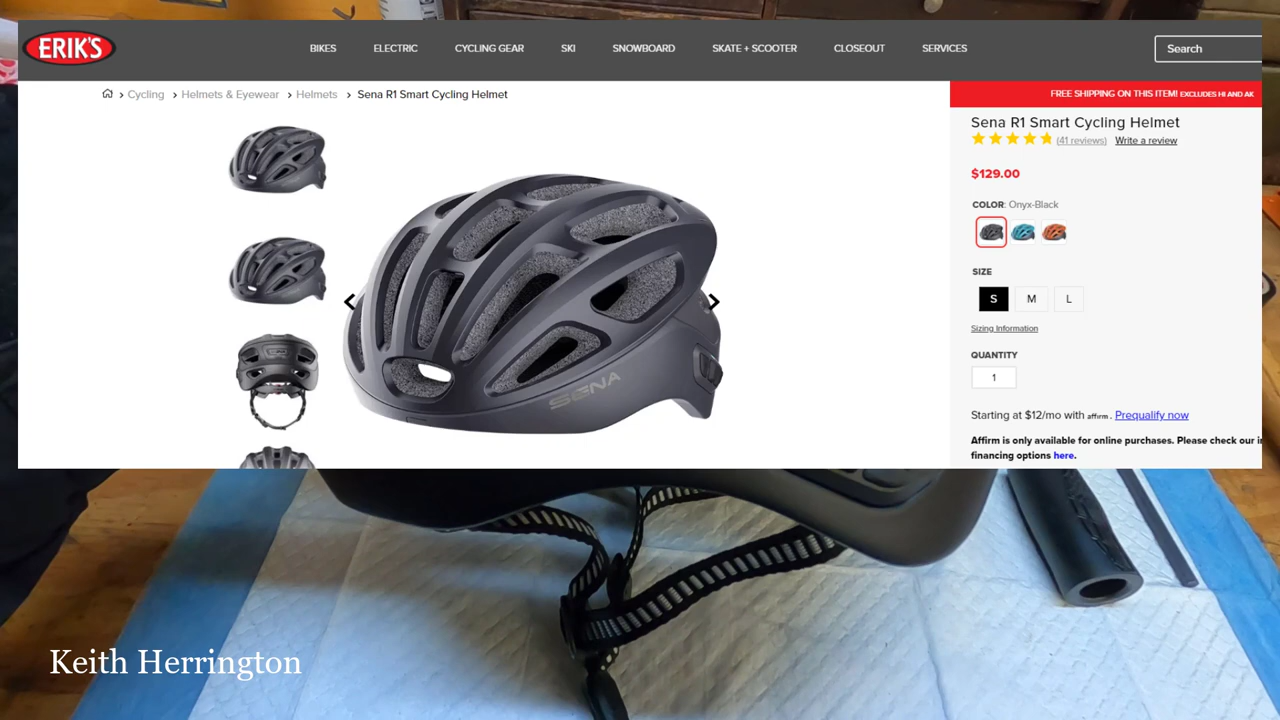 ERIK'S
BIKES ELECTRIC CYCLING GEAR SKI SNOWBOARD SKATE + SCOOTER CLOSEOUT SERVICES
Search
Cycling > Helmets & Eyewear > Helmets > Sena R1 Smart Cycling Helmet
FREE SHIPPING ON THIS ITEM! EXCLUDES HI AND AK
Sena R1 Smart Cycling Helmet
(41 reviews) Write a review
$129.00
COLOR: Onyx-Black
SIZE
S M L
Sizing Information
QUANTITY
1
Starting at $12/mo with affirm. Prequalify now
Affirm is only available for online purchases. Please check our
financing options here.
SENA
Keith Herrington